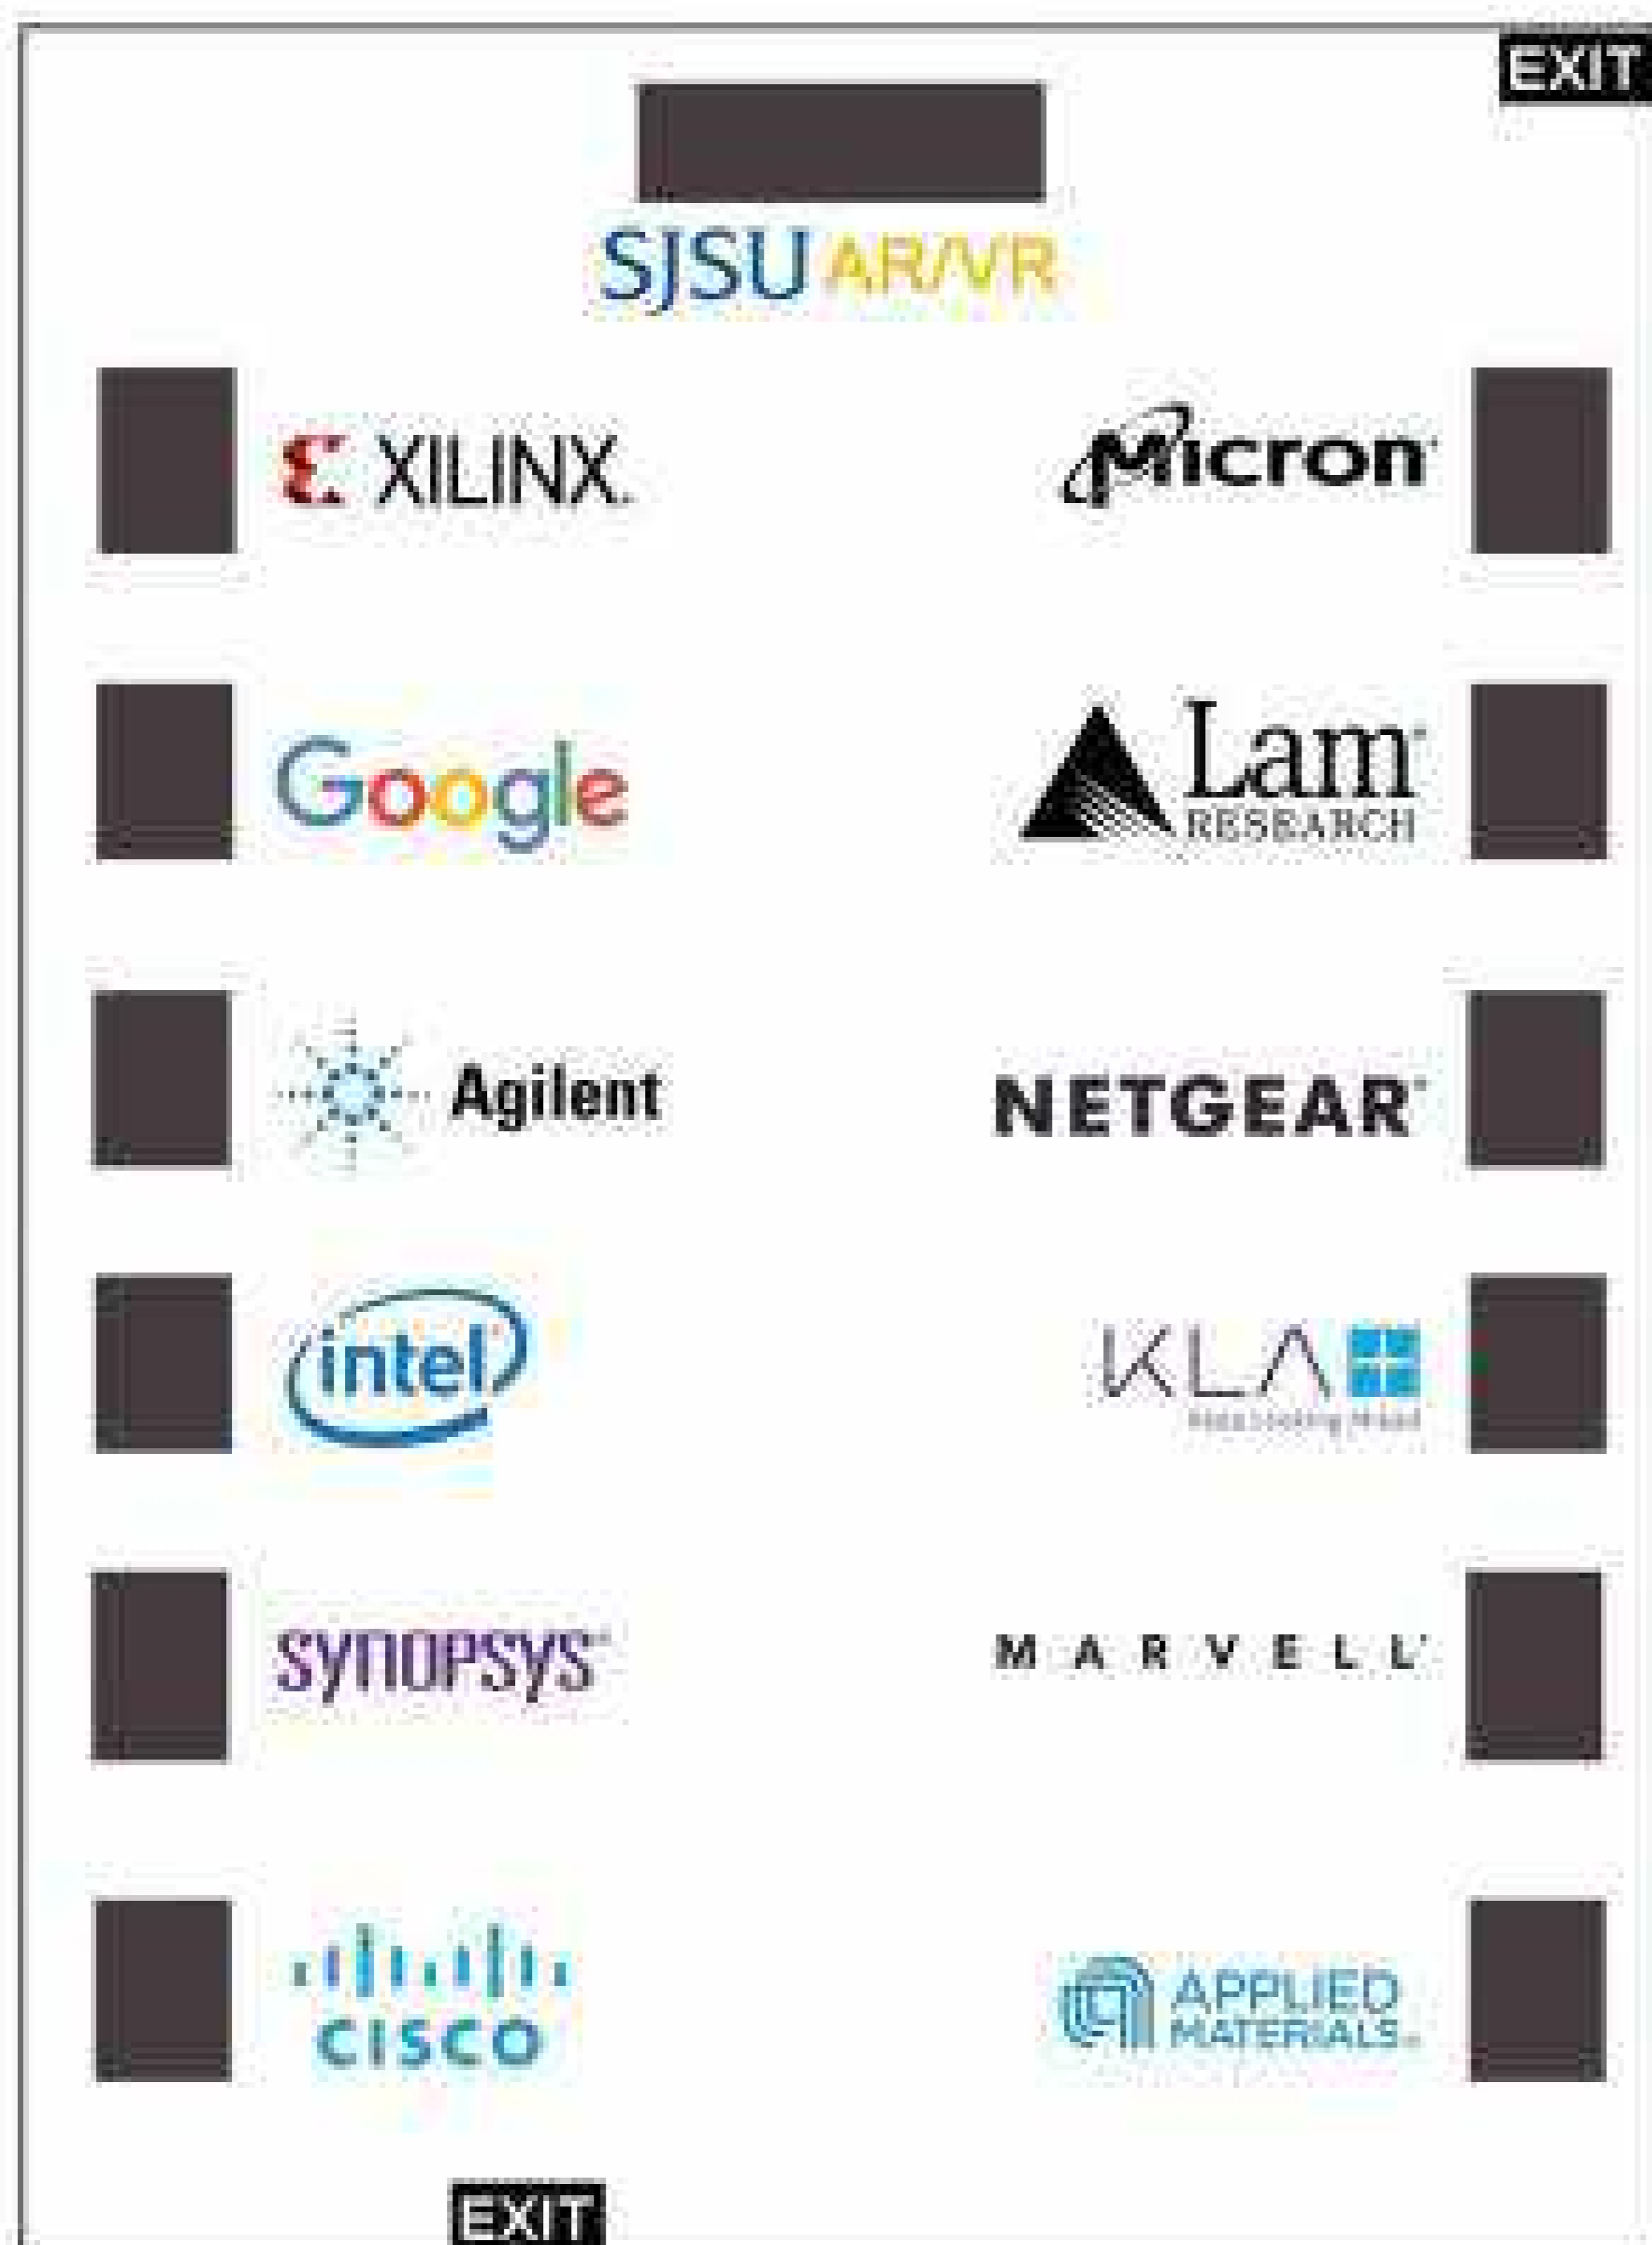 EXIT
SJSU AR/VR
XILINX.
Micron
Google
Lam
RESEARCH
Agilent
NETGEAR
intel
KLA
SYNOPSYS
MARVELL
CISCO
APPLIED
MATERIALS
EXIT